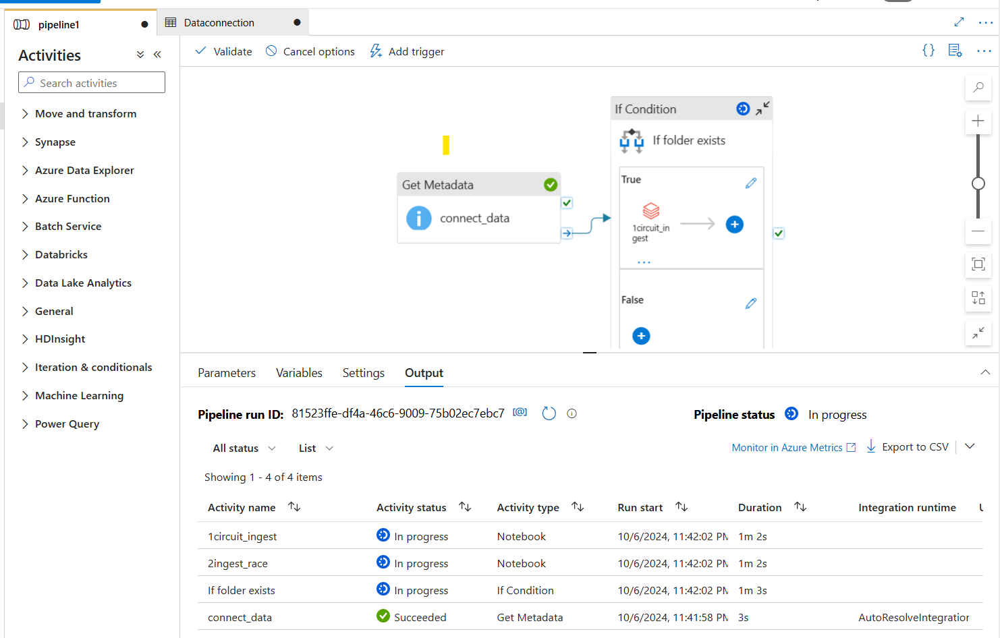 pipeline1
Dataconnection
Activities
Validate
Cancel options
Add trigger
Search activities
Move and transform
Synapse
Azure Data Explorer
Azure Function
Batch Service
Databricks
Data Lake Analytics
General
HDInsight
Iteration & conditionals
Machine Learning
Power Query
If Condition
If folder exists
Get Metadata
connect_data
True
1circuit_in
gest
...
False
Parameters
Variables
Settings
Output
Pipeline run ID: 81523ffe-df4a-46c6-9009-75b02ec7ebc7
Pipeline status In progress
All status
List
Monitor in Azure Metrics
Export to CSV
Showing 1 - 4 of 4 items
Activity name Activity status Activity type Run start Duration Integration runtime
1circuit_ingest In progress Notebook 10/6/2024, 11:42:02 PM 1m 2s
2ingest_race In progress Notebook 10/6/2024, 11:42:02 PM 1m 2s
If folder exists In progress If Condition 10/6/2024, 11:42:02 PM 1m 3s
connect_data Succeeded Get Metadata 10/6/2024, 11:41:58 PM 3s AutoResolveIntegration